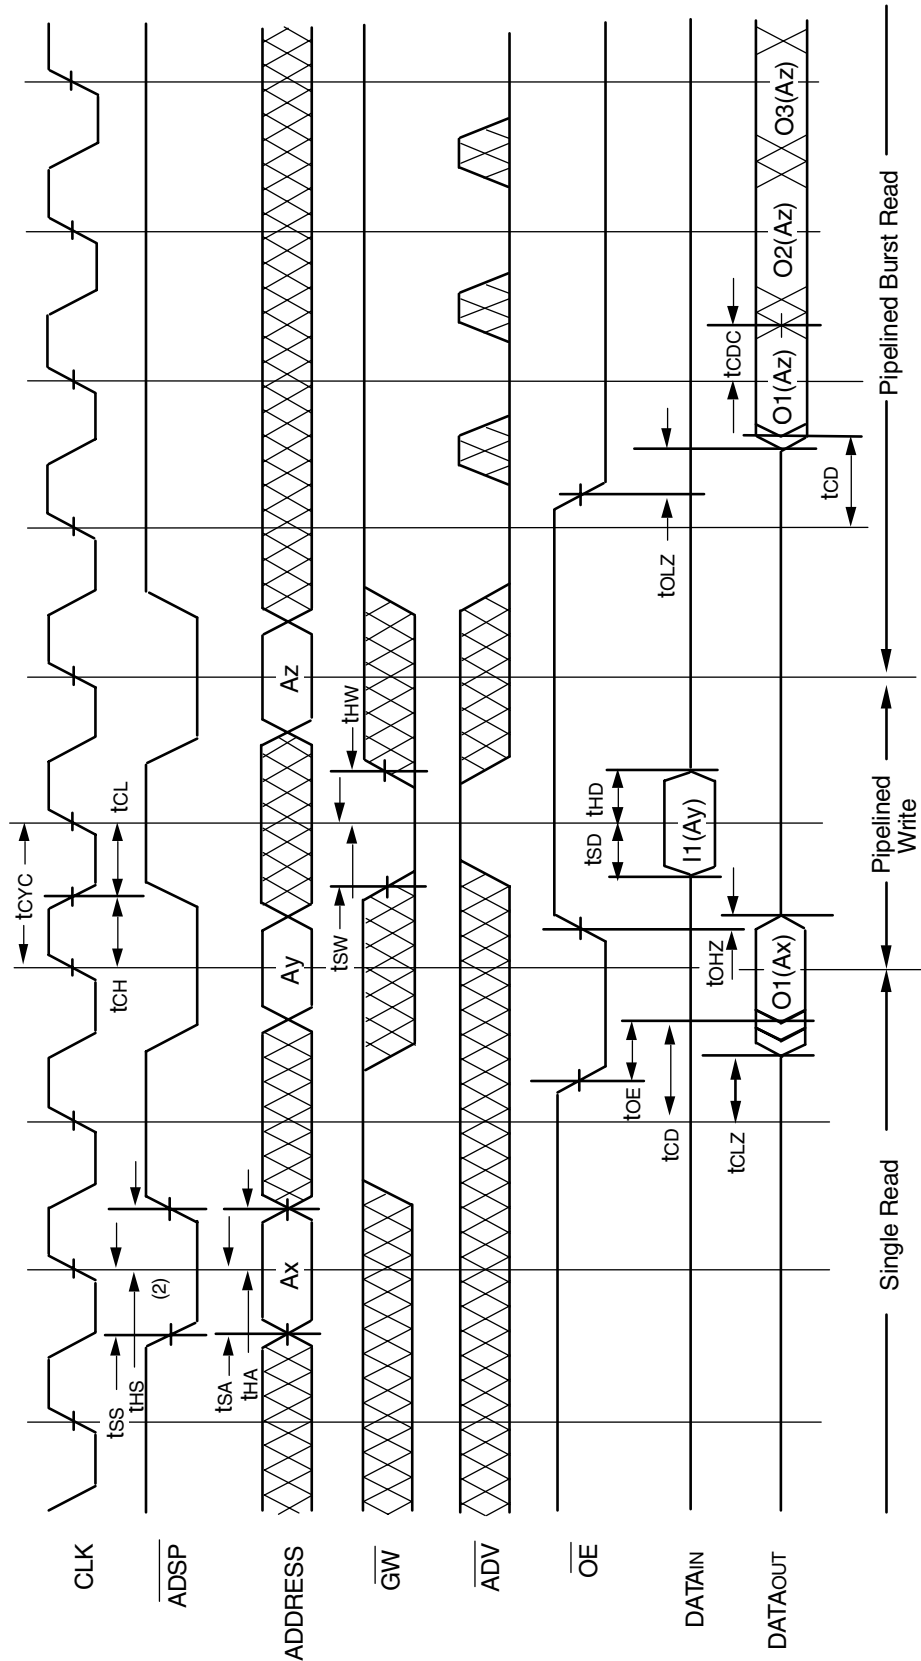 tCYC
tCH
tCL
CLK
tSS
tHS
(2)
ADSP
tSA
tHA
ADDRESS
Ax
Ay
Az
tSW
tHW
GW
ADV
OE
tOE
tOHZ
tOLZ
tSD
tHD
DATAIN
I1(Ay)
tCD
tCLZ
tCDC
tCD
DATAOUT
O1(Ax)
O1(Az)
O2(Az)
O3(Az)
Single Read
Pipelined
Write
Pipelined Burst Read